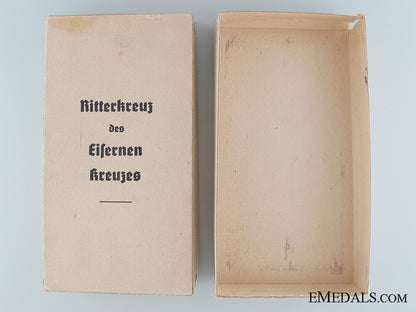 Ritterkreuz
des
Eiſernen
Kreuzes
EMEDALS.COM